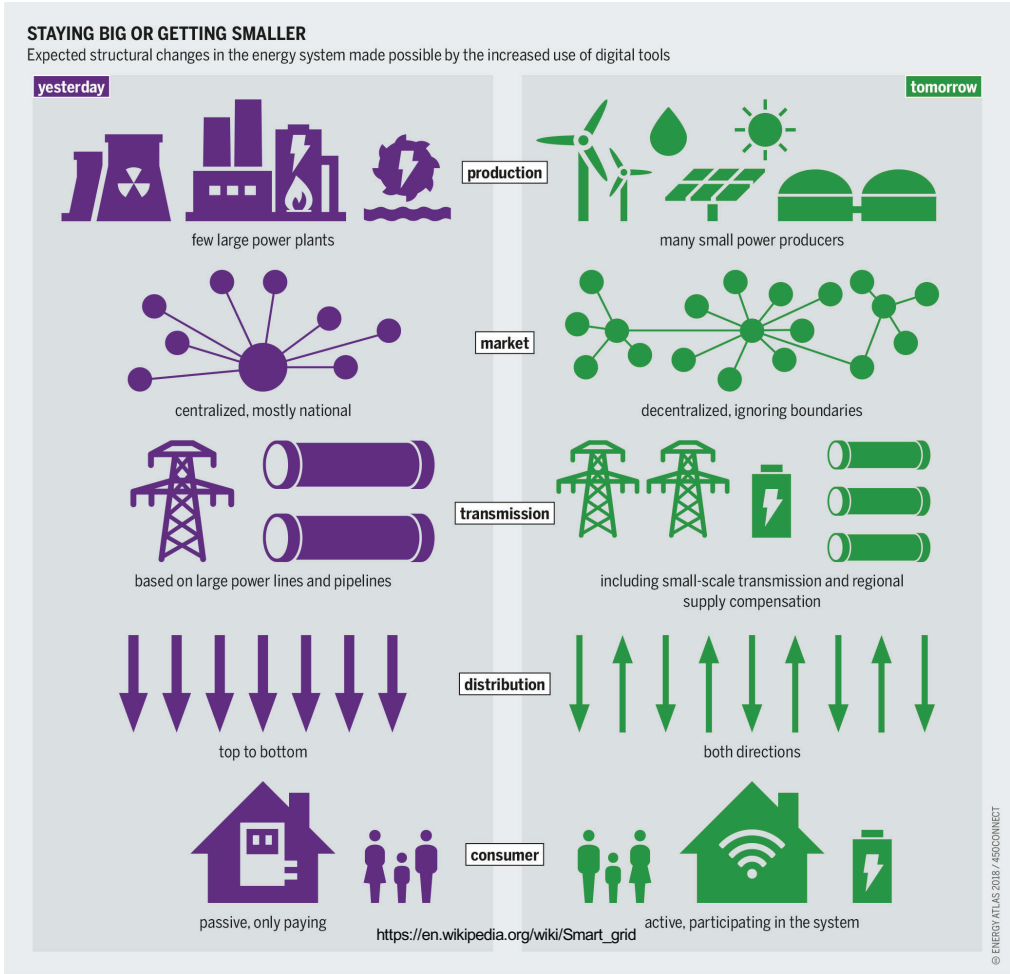 STAYING BIG OR GETTING SMALLER
Expected structural changes in the energy system made possible by the increased use of digital tools
yesterday
tomorrow
production
few large power plants
many small power producers
market
centralized, mostly national
decentralized, ignoring boundaries
transmission
based on large power lines and pipelines
including small-scale transmission and regional
supply compensation
distribution
top to bottom
both directions
consumer
passive, only paying
active, participating in the system
https://en.wikipedia.org/wiki/Smart_grid
© ENERGY ATLAS 2018 / 450CONNECT